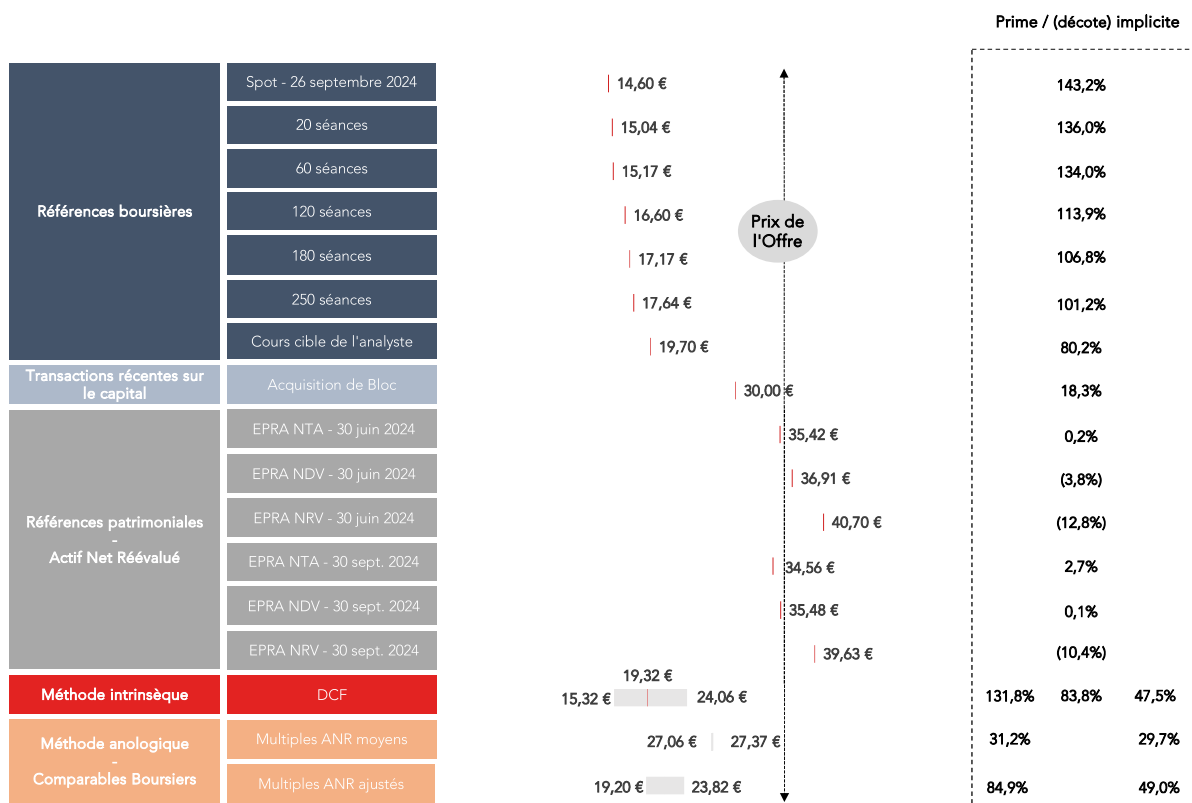 Prime / (décote) implicite
Références boursières
Spot - 26 septembre 2024
14,60 €
143,2%
20 séances
15,04 €
136,0%
60 séances
15,17 €
134,0%
120 séances
16,60 €
113,9%
Prix de
l'Offre
180 séances
17,17 €
106,8%
250 séances
17,64 €
101,2%
Cours cible de l'analyste
19,70 €
80,2%
Transactions récentes sur
le capital
Acquisition de Bloc
30,00 €
18,3%
Références patrimoniales
-
Actif Net Réévalué
EPRA NTA - 30 juin 2024
35,42 €
0,2%
EPRA NDV - 30 juin 2024
36,91 €
(3,8%)
EPRA NRV - 30 juin 2024
40,70 €
(12,8%)
EPRA NTA - 30 sept. 2024
34,56 €
2,7%
EPRA NDV - 30 sept. 2024
35,48 €
0,1%
EPRA NRV - 30 sept. 2024
39,63 €
(10,4%)
Méthode intrinsèque
DCF
19,32 €
15,32 € 24,06 €
131,8% 83,8% 47,5%
Méthode anologique
-
Comparables Boursiers
Multiples ANR moyens
27,06 € 27,37 €
31,2% 29,7%
Multiples ANR ajustés
19,20 € 23,82 €
84,9% 49,0%